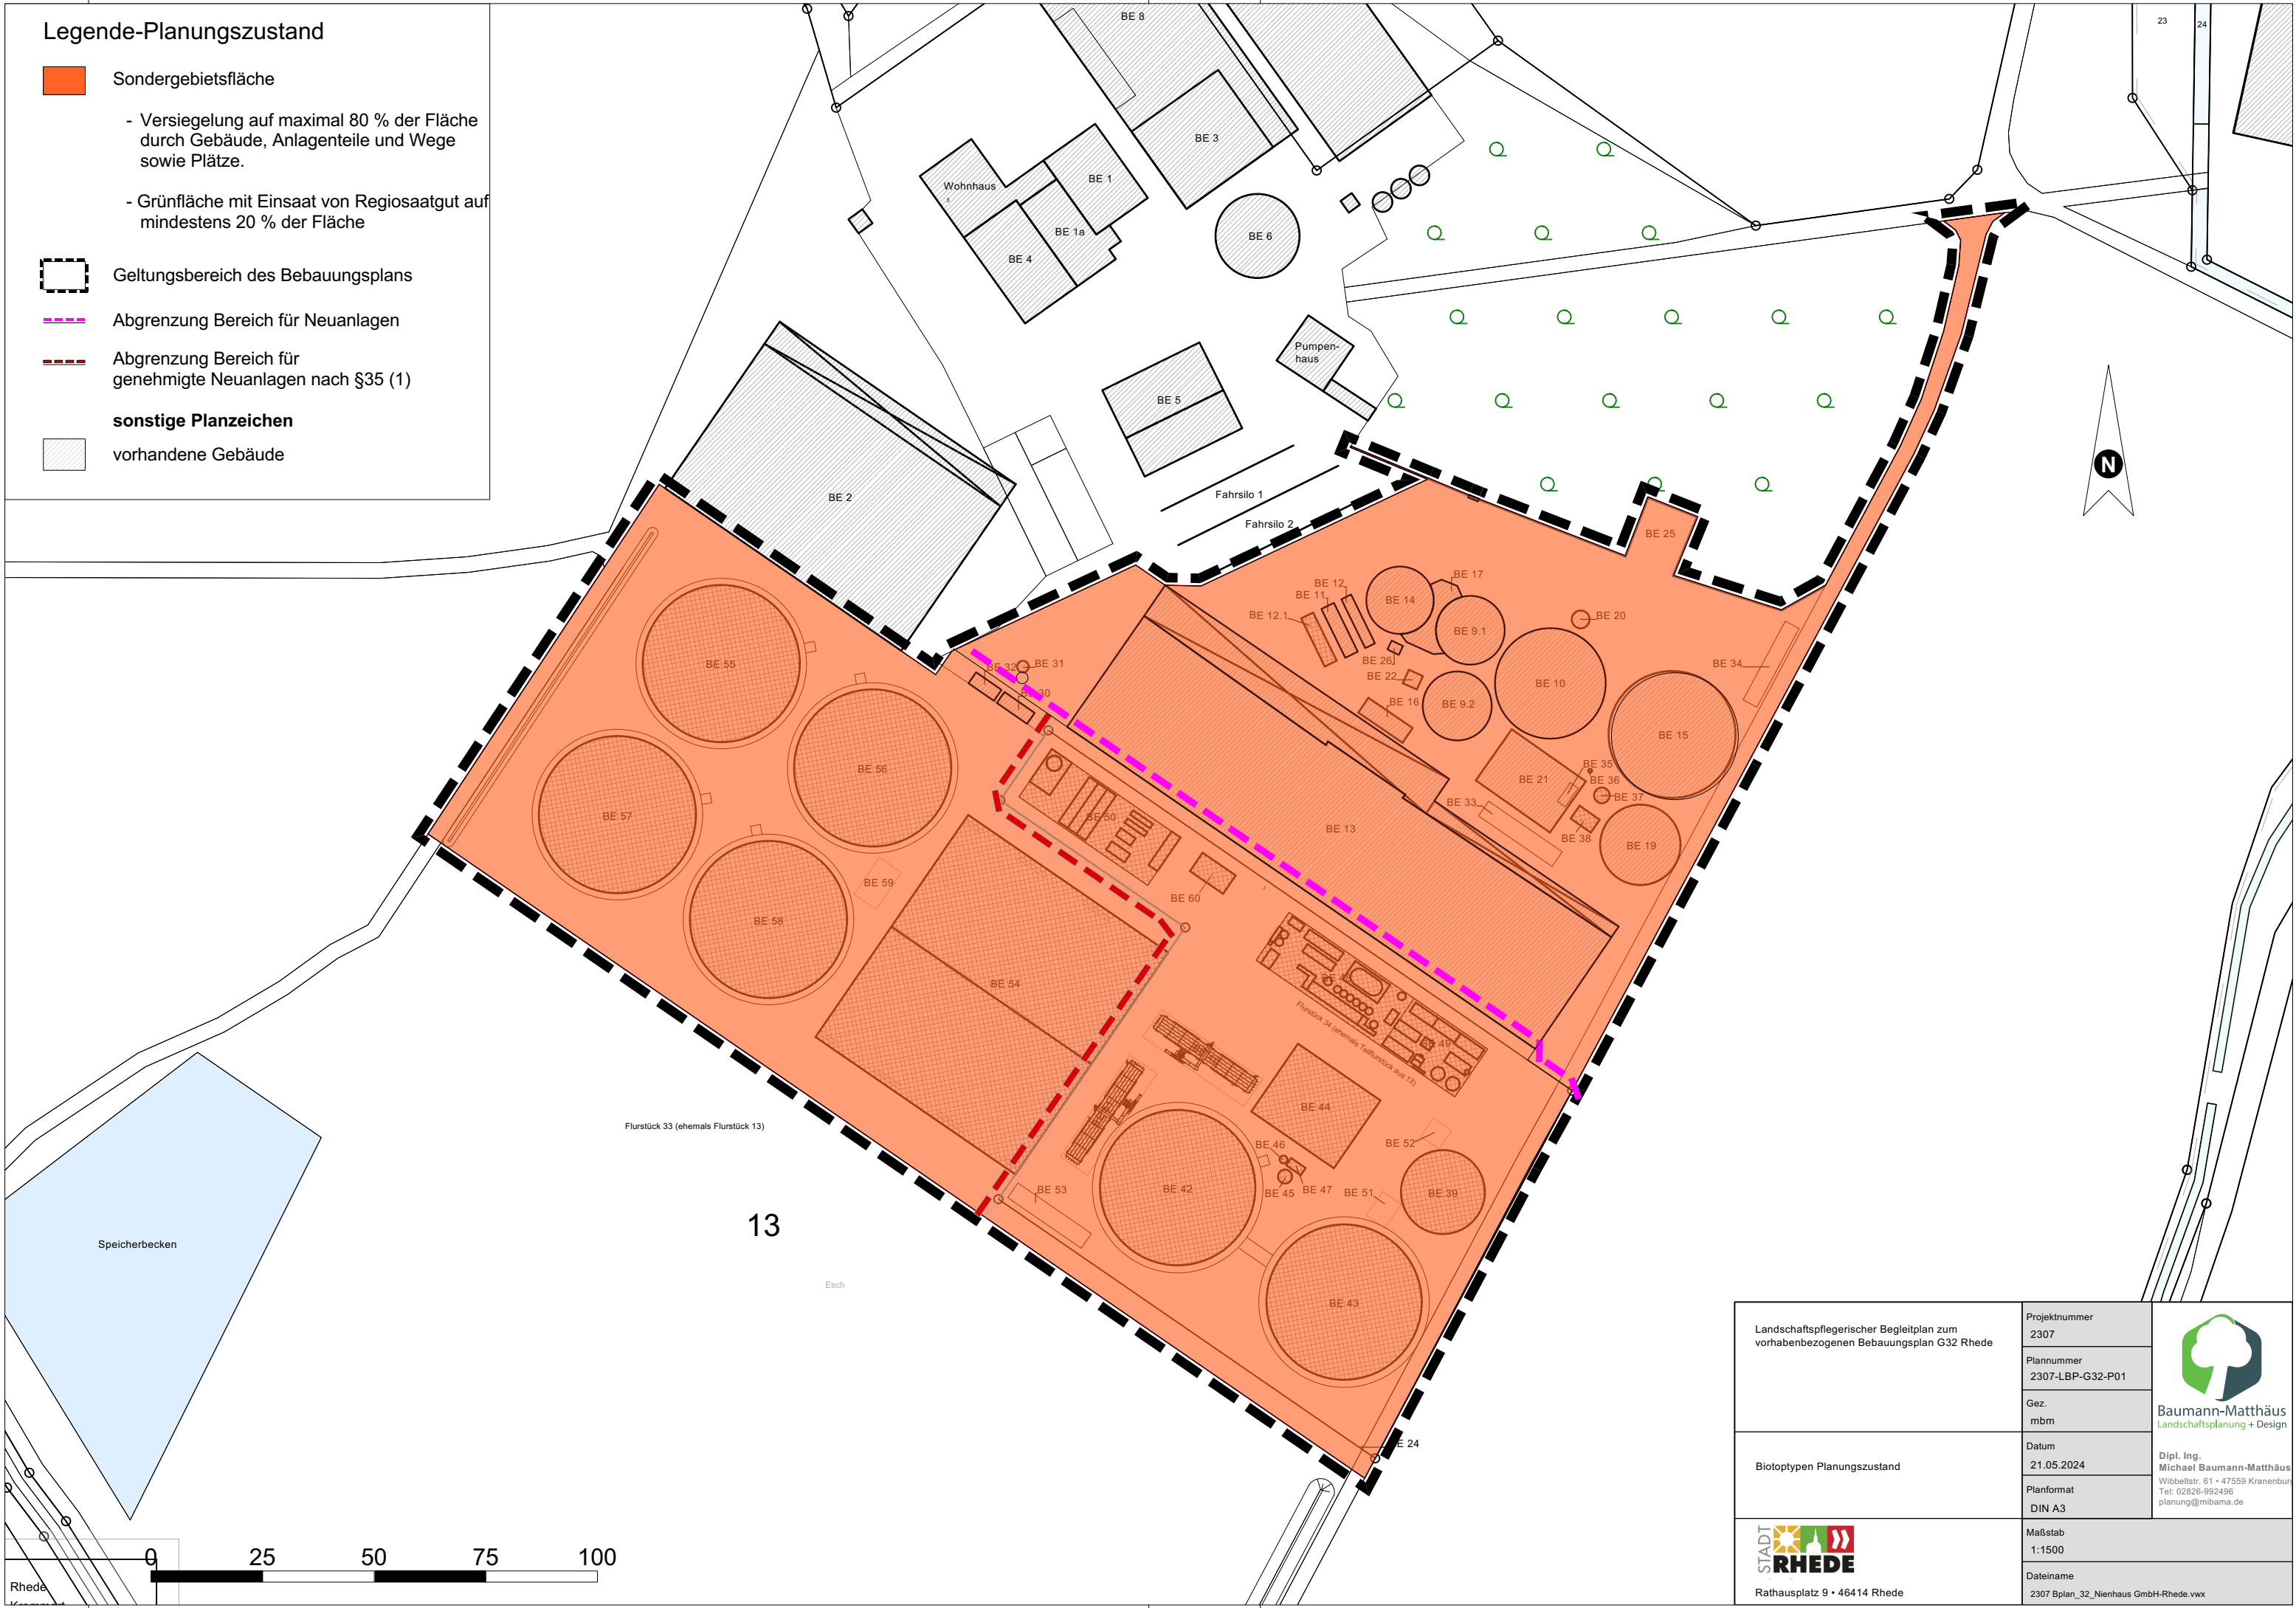 Legende-Planungszustand
Sondergebietsfläche
- Versiegelung auf maximal 80 % der Fläche
durch Gebäude, Anlagenteile und Wege
sowie Plätze.
- Grünfläche mit Einsaat von Regiosaatgut auf
mindestens 20 % der Fläche
Geltungsbereich des Bebauungsplans
Abgrenzung Bereich für Neuanlagen
Abgrenzung Bereich für
genehmigte Neuanlagen nach §35 (1)
sonstige Planzeichen
vorhandene Gebäude
BE 8
23
24
BE 3
Wohnhaus
3
BE 1
BE 1a
BE 4
BE 6
Pumpen-
haus
BE 5
BE 2
Fahrsilo 1
Fahrsilo 2
N
BE 25
BE 17
BE 12
BE 11
BE 14
BE 12.1
BE 9.1
BE 20
BE 26
BE 22
BE 34
BE 10
BE 16
BE 9.2
BE 15
BE 55
BE 32
BE 31
BE 30
BE 56
BE 35
BE 21
BE 36
BE 37
BE 33
BE 38
BE 19
BE 57
BE 50
BE 13
BE 59
BE 60
BE 58
BE 54
Flurstück 34 (ehemals Teilflurstück aus 13)
BE 49
BE 44
BE 52
BE 46
BE 45
BE 47
BE 51
BE 39
BE 42
BE 53
BE 43
Flurstück 33 (ehemals Flurstück 13)
13
Esch
Speicherbecken
E 24
0 25 50 75 100
Rhede
Landschaftspflegerischer Begleitplan zum
vorhabenbezogenen Bebauungsplan G32 Rhede
Biotoptypen Planungszustand
STADT
RHEDE
Rathausplatz 9 • 46414 Rhede
Projektnummer
2307
Plannummer
2307-LBP-G32-P01
Gez.
mbm
Datum
21.05.2024
Planformat
DIN A3
Maßstab
1:1500
Dateiname
2307 Bplan_32_Nienhaus GmbH-Rhede.vwx
Baumann-Matthäus
Landschaftsplanung + Design
Dipl. Ing.
Michael Baumann-Matthäus
Wibbeltstr. 61 • 47559 Kranenburg
Tel: 02826-992496
planung@mibama.de